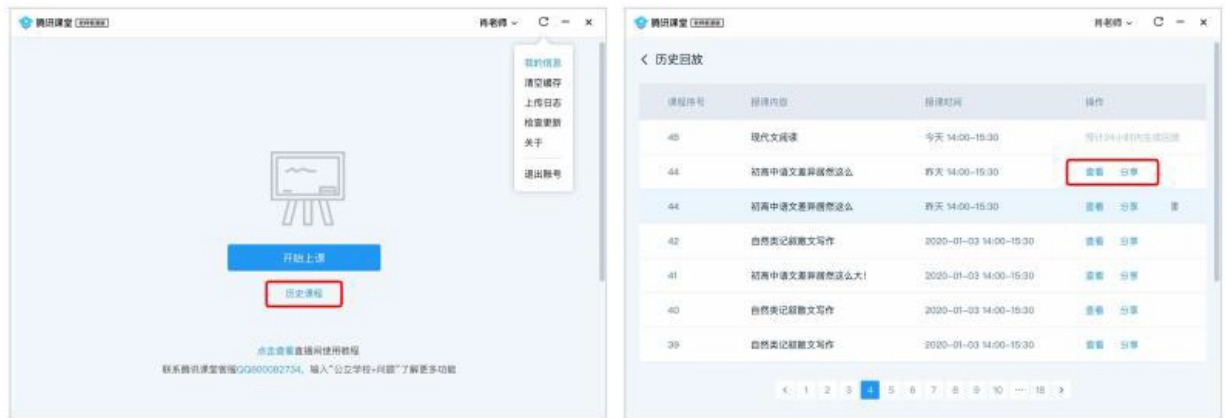 腾讯课堂
肖老师
我的信息
清空缓存
上传日志
检查更新
关于
退出账号
开始上课
历史课程
点击查看直播间使用教程
联系腾讯课堂客服QQ800082734，输入“公立学校+问题”了解更多功能
腾讯课堂
肖老师
历史回放
课程序号 授课内容 授课时间 操作
45 现代文阅读 今天 14:00-15:30 预计24小时内生成回放
44 初高中语文差异居然这么 昨天 14:00-15:30 查看 分享
44 初高中语文差异居然这么 昨天 14:00-15:30 查看 分享
42 自然类记叙散文写作 2020-01-03 14:00-15:30 查看 分享
41 初高中语文差异居然这么大! 2020-01-03 14:00-15:30 查看 分享
40 自然类记叙散文写作 2020-01-03 14:00-15:30 查看 分享
39 自然类记叙散文写作 2020-01-03 14:00-15:30 查看 分享
< 1 2 3 4 5 6 7 8 9 10 ··· 18 >